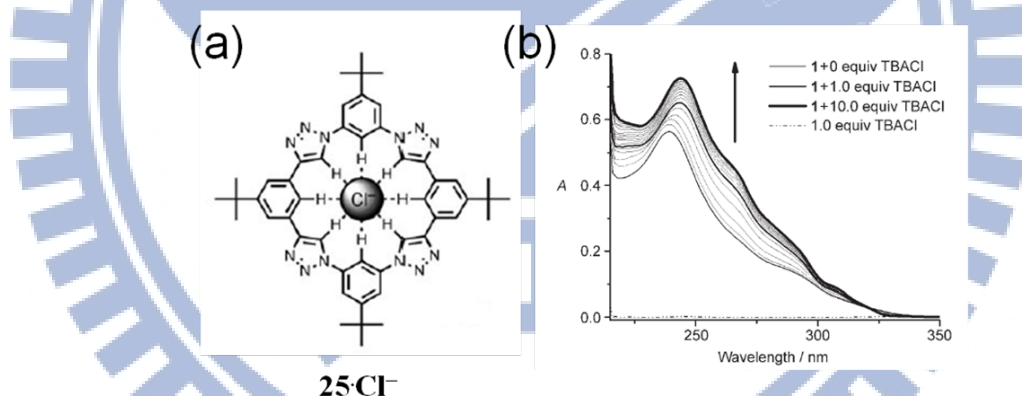 (a)
N
N
N
N
N
N
H
H
H
H
Cl⁻
H
H
H
H
N
N
N
N
N
N
25·Cl⁻
(b)
0.8
0.6
A
0.4
0.2
0.0
1+0 equiv TBACl
1+1.0 equiv TBACl
1+10.0 equiv TBACl
1.0 equiv TBACl
250
300
350
Wavelength / nm